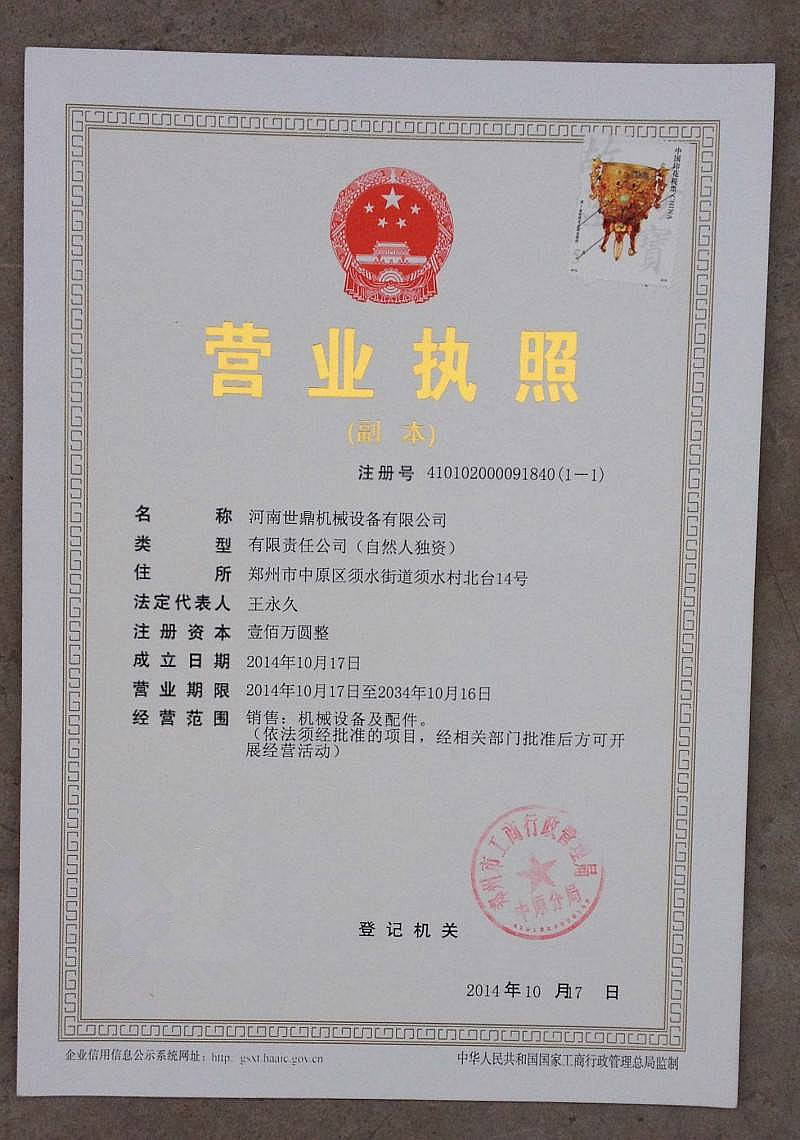 中国印花税票 CHINA
营业执照
(副 本)
注册号 410102000091840(1-1)
名称 河南世鼎机械设备有限公司
类型 有限责任公司（自然人独资）
住所 郑州市中原区须水街道须水村北台14号
法定代表人 王永久
注册资本 壹佰万圆整
成立日期 2014年10月17日
营业期限 2014年10月17日至2034年10月16日
经营范围 销售：机械设备及配件。
（依法须经批准的项目，经相关部门批准后方可开
展经营活动）
郑州市工商行政管理局
中原分局
登记机关
2014年10月17日
企业信用信息公示系统网址：http: gsxt.haaic.gov.cn
中华人民共和国国家工商行政管理总局监制